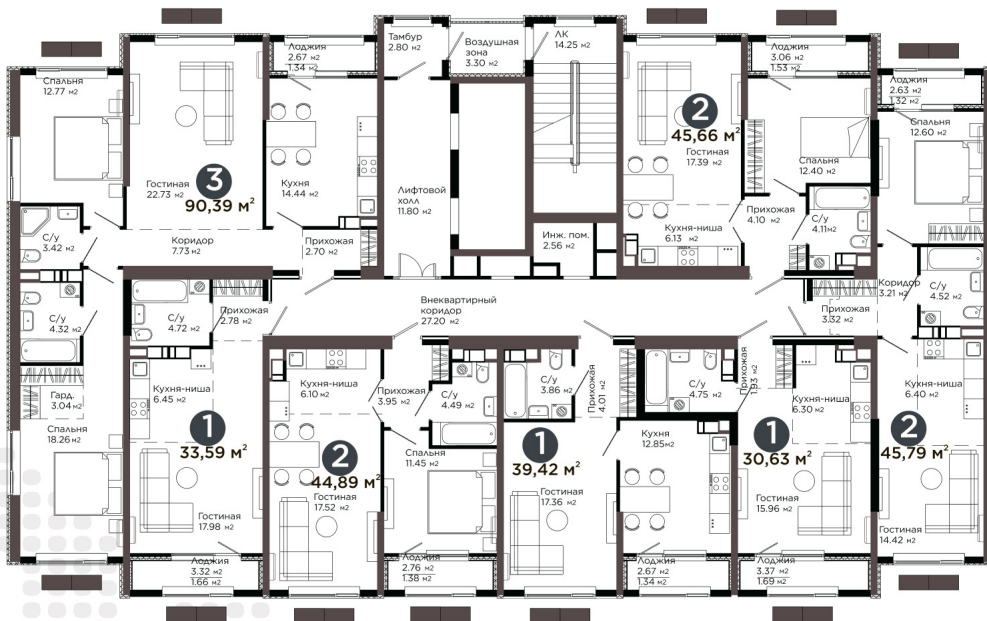 Спальня
12.77 м2
Гостиная
22.73 м2
3
90,39 м²
Лоджия
2.67 м2
1.34 м2
Кухня
14.44 м2
С/у
3.42 м2
Коридор
7.73 м2
Прихожая
2.70 м2
С/у
4.32 м2
Гард.
3.04 м2
Спальня
18.26 м2
Тамбур
2.80 м2
Воздушная
зона
3.30 м2
ЛК
14.25 м2
Лифтовой
холл
11.80 м2
Инж. пом.
2.56 м2
Внеквартирный
коридор
27.20 м2
2
45,66 м²
Гостиная
17.39 м2
Кухня-ниша
6.13 м2
Лоджия
3.06 м2
1.53 м2
Спальня
12.40 м2
Прихожая
4.10 м2
С/у
4.11 м2
Лоджия
2.63 м2
1.32 м2
Спальня
12.60 м2
Коридор
3.21 м2
С/у
4.52 м2
Прихожая
3.32 м2
Кухня-ниша
6.40 м2
2
45,79 м²
Гостиная
14.42 м2
С/у
4.72 м2
Прихожая
2.78 м2
Кухня-ниша
6.45 м2
1
33,59 м²
Гостиная
17.98 м2
Лоджия
3.32 м2
1.66 м2
Кухня-ниша
6.10 м2
Прихожая
3.95 м2
С/у
4.49 м2
2
44,89 м²
Гостиная
17.52 м2
Спальня
11.45 м2
Лоджия
2.76 м2
1.38 м2
С/у
3.86 м2
Прихожая
4.01 м2
1
39,42 м²
Гостиная
17.36 м2
Кухня
12.85 м2
Лоджия
2.67 м2
1.34 м2
С/у
4.75 м2
Прихожая
1.93 м2
Кухня-ниша
6.30 м2
1
30,63 м²
Гостиная
15.96 м2
Лоджия
3.37 м2
1.69 м2